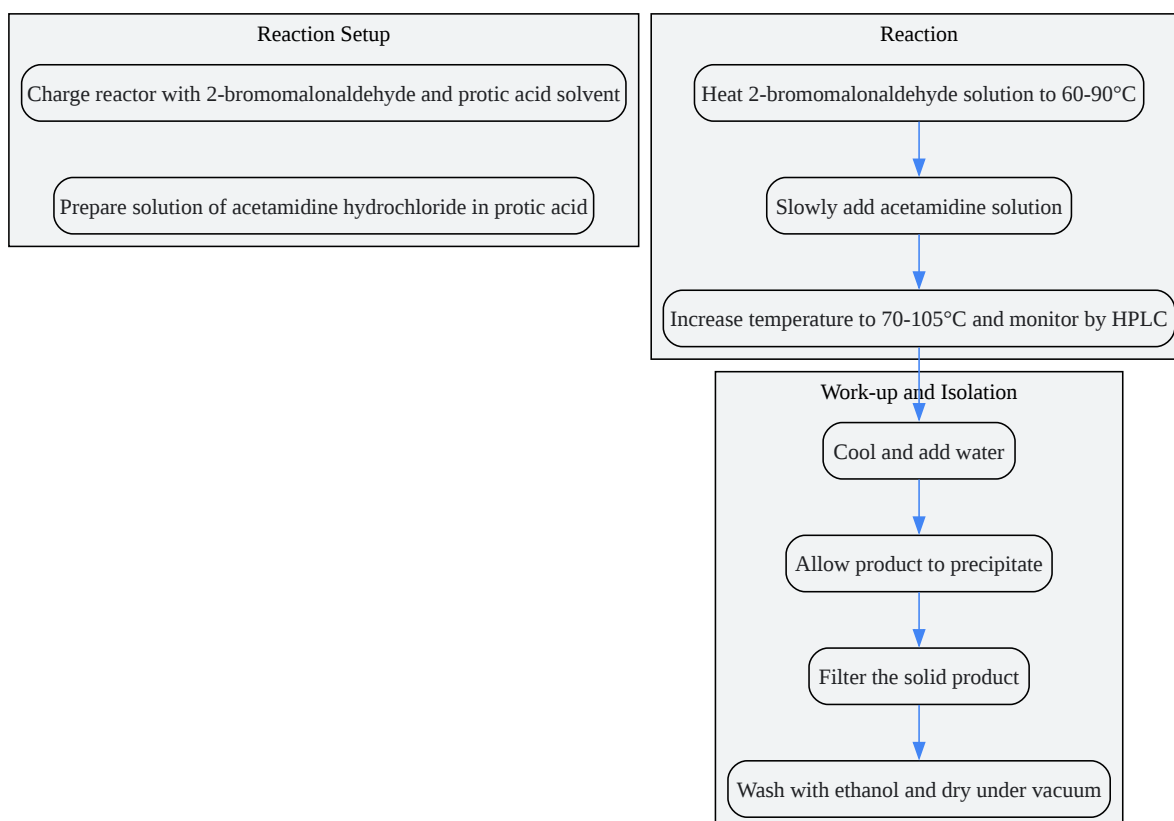 Reaction Setup
Charge reactor with 2-bromomalonaldehyde and protic acid solvent
Prepare solution of acetamidine hydrochloride in protic acid
Reaction
Heat 2-bromomalonaldehyde solution to 60-90°C
Slowly add acetamidine solution
Increase temperature to 70-105°C and monitor by HPLC
Work-up and Isolation
Cool and add water
Allow product to precipitate
Filter the solid product
Wash with ethanol and dry under vacuum